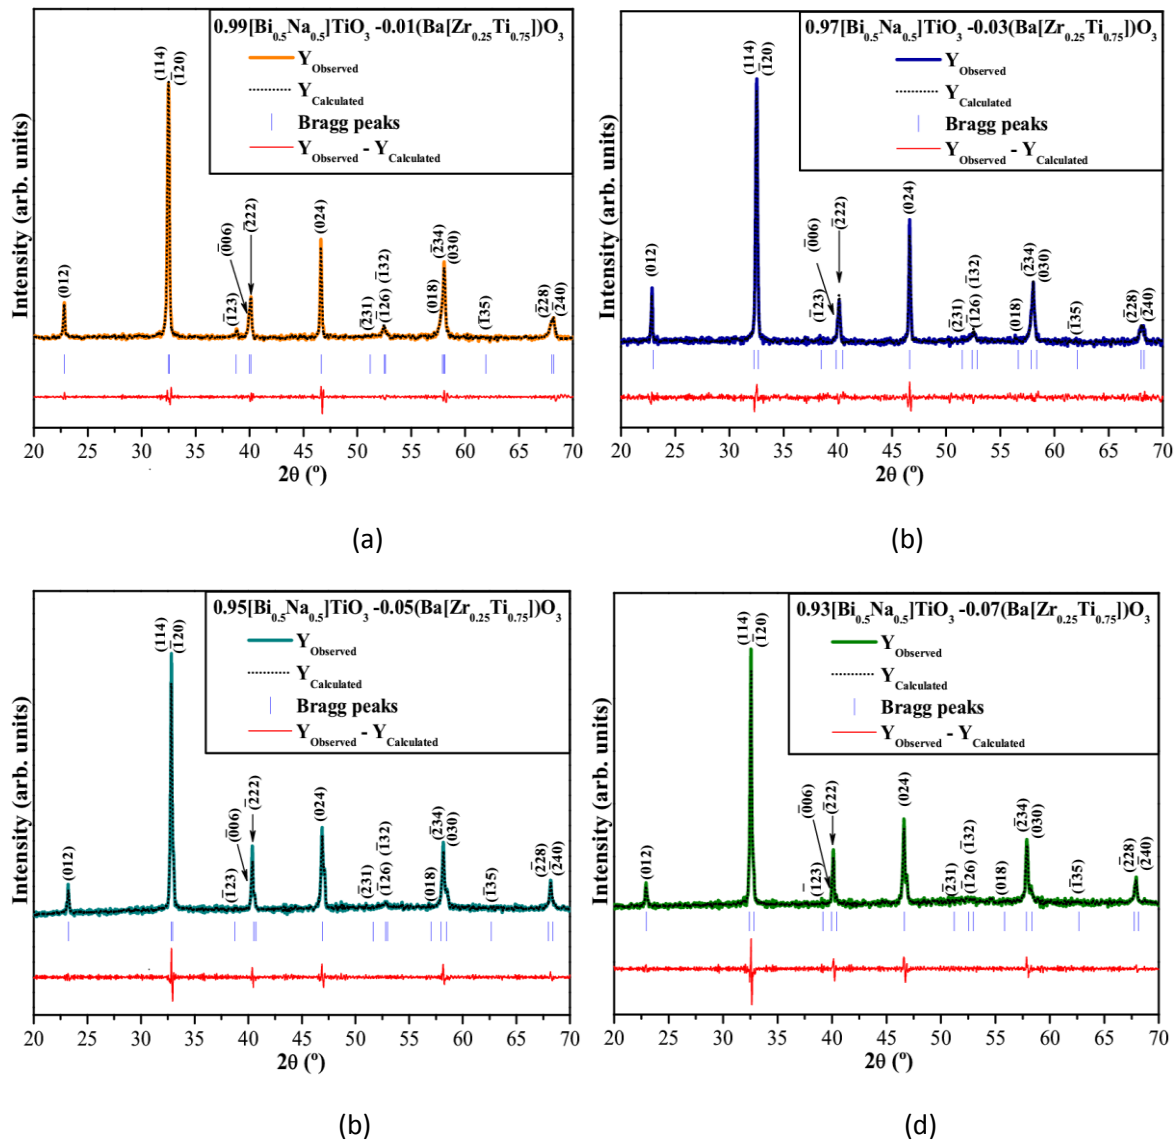 0.99[Bi0.5Na0.5]TiO3 -0.01(Ba[Zr0.25Ti0.75])O3
YObserved
YCalculated
Bragg peaks
YObserved - YCalculated
Intensity (arb. units)
(012)
(114)
(1̅20)
(1̅23)
(0̅06)
(2̅22)
(024)
(2̅31)
(1̅26)
(1̅32)
(018)
(2̅34)
(030)
(1̅35)
(2̅28)
(2̅40)
20 25 30 35 40 45 50 55 60 65 70
2θ (º)
(a)
0.97[Bi0.5Na0.5]TiO3 -0.03(Ba[Zr0.25Ti0.75])O3
YObserved
YCalculated
Bragg peaks
YObserved - YCalculated
Intensity (arb. units)
(012)
(114)
(1̅20)
(1̅23)
(0̅06)
(2̅22)
(024)
(2̅31)
(1̅26)
(1̅32)
(018)
(2̅34)
(030)
(1̅35)
(2̅28)
(2̅40)
20 25 30 35 40 45 50 55 60 65 70
2θ (º)
(b)
0.95[Bi0.5Na0.5]TiO3 -0.05(Ba[Zr0.25Ti0.75])O3
YObserved
YCalculated
Bragg peaks
YObserved - YCalculated
Intensity (arb. units)
(012)
(114)
(1̅20)
(1̅23)
(0̅06)
(2̅22)
(024)
(2̅31)
(1̅26)
(1̅32)
(018)
(2̅34)
(030)
(1̅35)
(2̅28)
(2̅40)
20 25 30 35 40 45 50 55 60 65 70
2θ (º)
(b)
0.93[Bi0.5Na0.5]TiO3 -0.07(Ba[Zr0.25Ti0.75])O3
YObserved
YCalculated
Bragg peaks
YObserved - YCalculated
Intensity (arb. units)
(012)
(114)
(1̅20)
(1̅23)
(0̅06)
(2̅22)
(024)
(2̅31)
(1̅26)
(1̅32)
(018)
(2̅34)
(030)
(1̅35)
(2̅28)
(2̅40)
20 25 30 35 40 45 50 55 60 65 70
2θ (º)
(d)